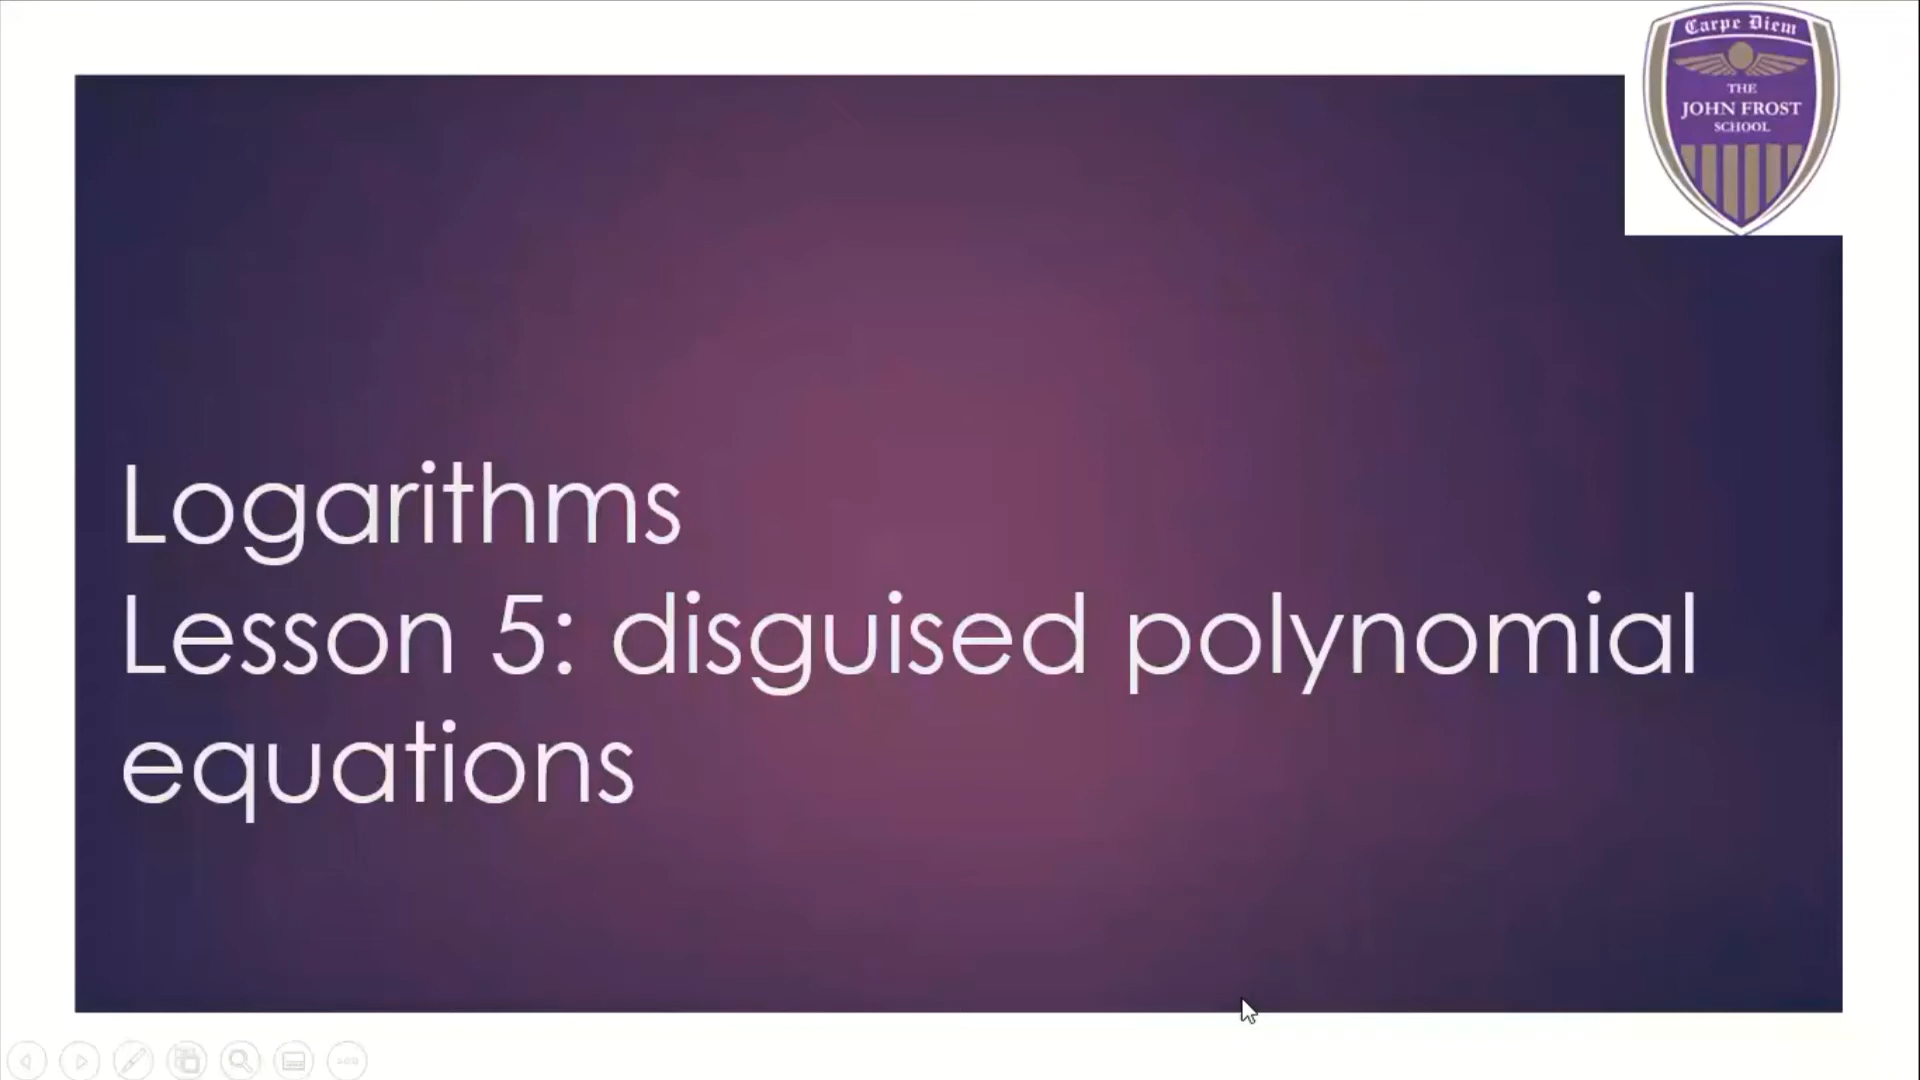 Carpe Diem
THE
JOHN FROST
SCHOOL
Logarithms
Lesson 5: disguised polynomial
equations